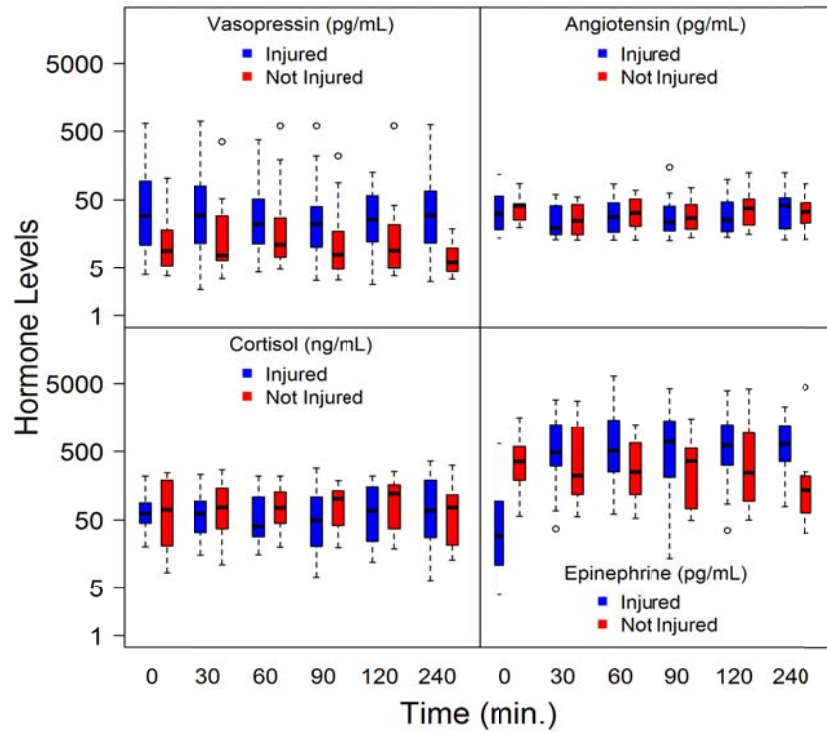 Vasopressin (pg/mL)
Injured
Not Injured
Angiotensin (pg/mL)
Injured
Not Injured
5000
500
50
5
1
Hormone Levels
Cortisol (ng/mL)
Injured
Not Injured
5000
500
50
5
1
Epinephrine (pg/mL)
Injured
Not Injured
0 30 60 90 120 240
0 30 60 90 120 240
Time (min.)